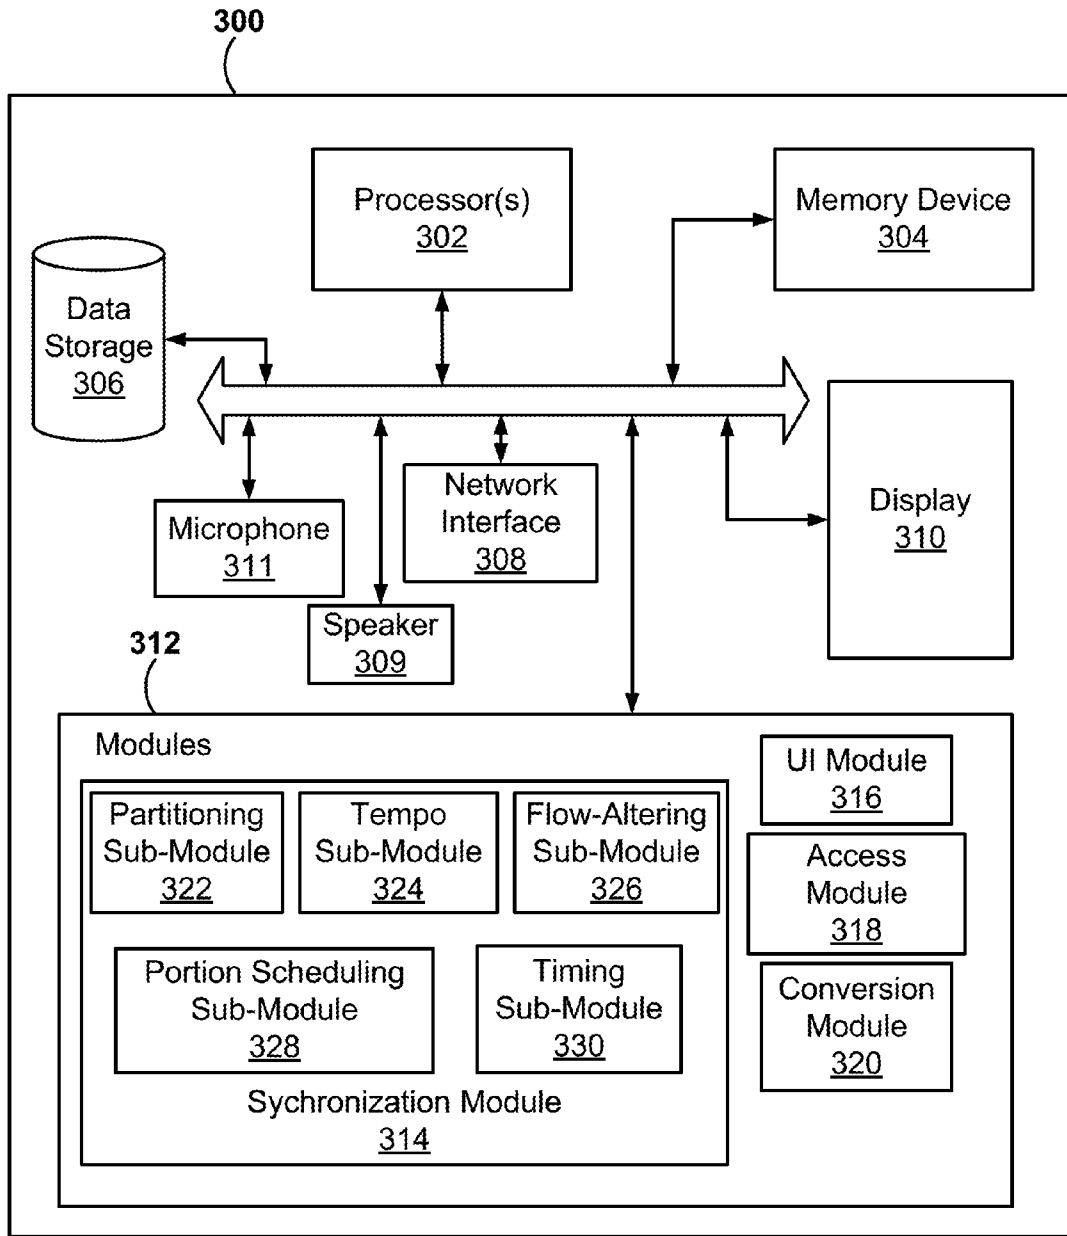 300
Processor(s)
302
Memory Device
304
Data
Storage
306
Network
Interface
308
Display
310
Microphone
311
Speaker
309
312
Modules
Partitioning
Sub-Module
322
Tempo
Sub-Module
324
Flow-Altering
Sub-Module
326
Portion Scheduling
Sub-Module
328
Timing
Sub-Module
330
Sychronization Module
314
UI Module
316
Access
Module
318
Conversion
Module
320